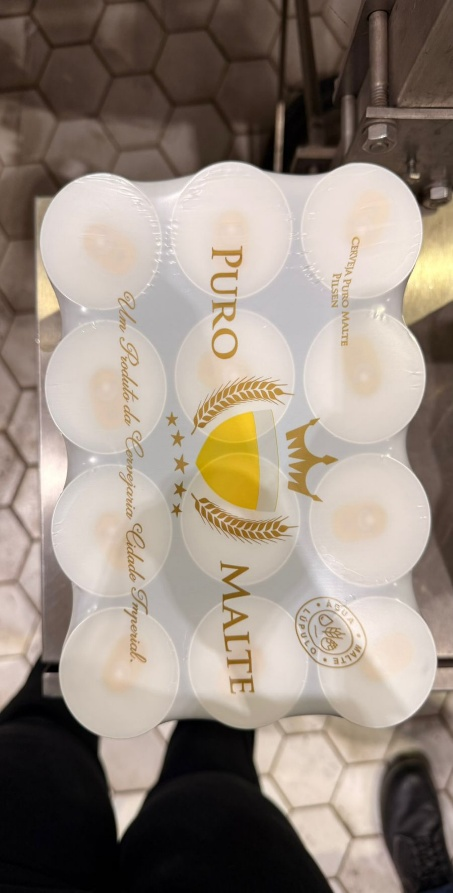 CERVEJA PURO MALTE
PILSEN
PURO MALTE
ÁGUA • MALTE • LÚPULO •
Um Produto da Cervejaria Cidade Imperial.